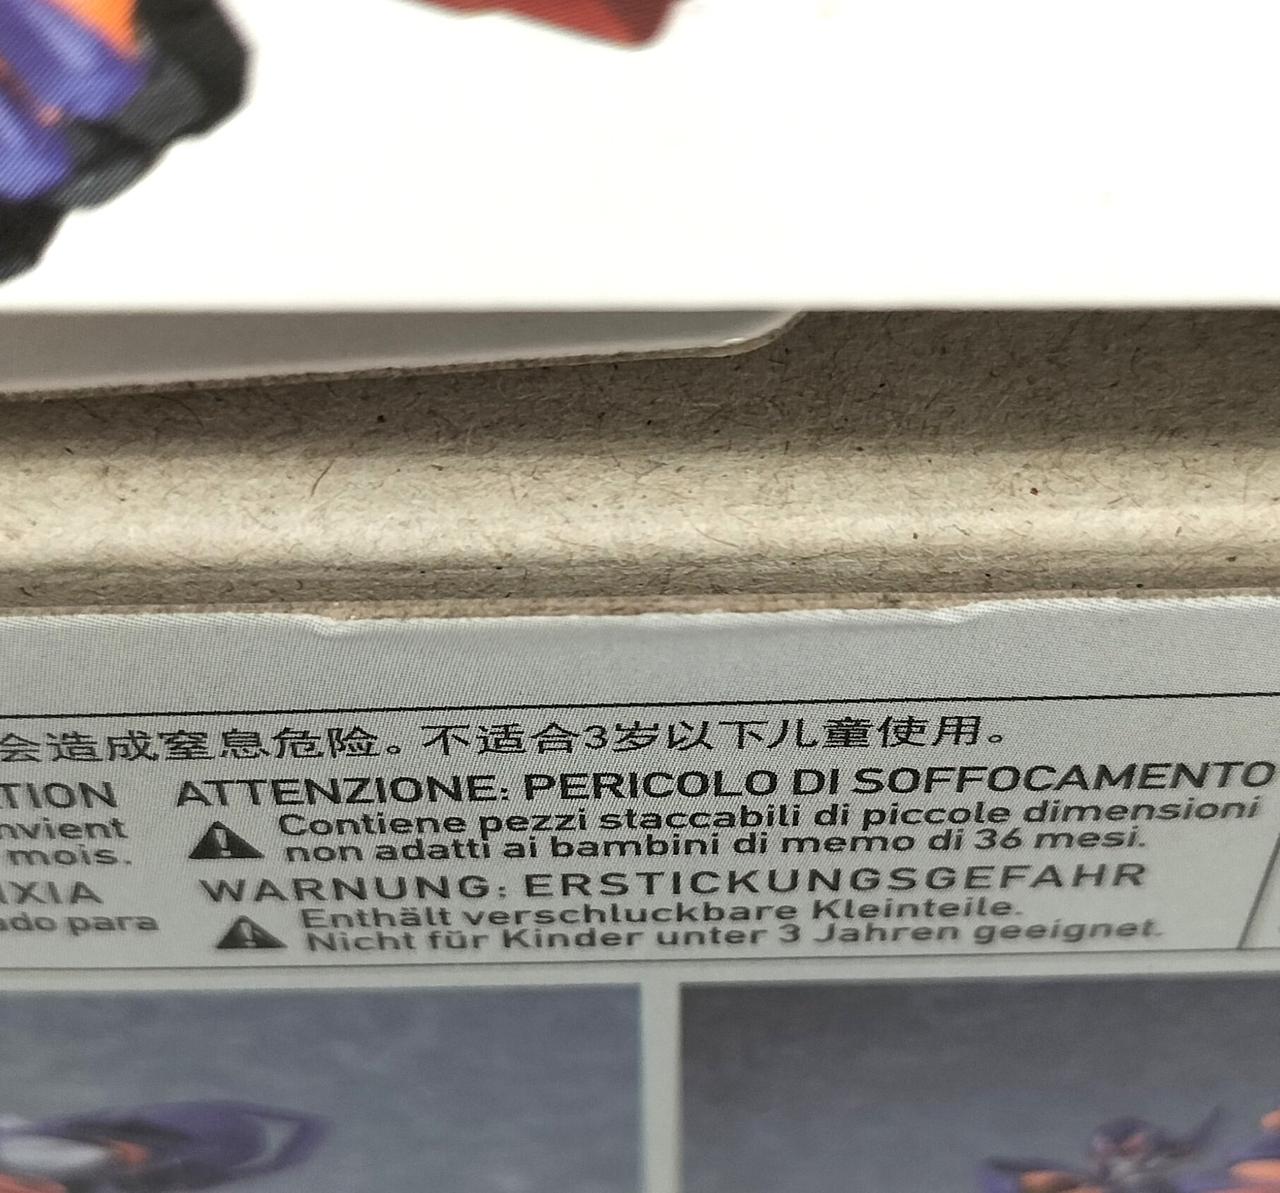 会造成窒息危险。不适合3岁以下儿童使用。
TION
nvient
mois.
IXIA
ado para
ATTENZIONE: PERICOLO DI SOFFOCAMENTO
Contiene pezzi staccabili di piccole dimensioni
non adatti ai bambini di memo di 36 mesi.
WARNUNG: ERSTICKUNGSGEFAHR
Enthält verschluckbare Kleinteile.
Nicht für Kinder unter 3 Jahren geeignet.